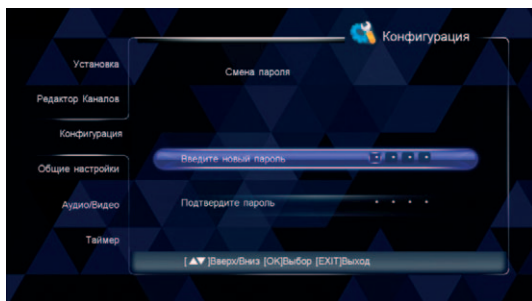 Конфигурация
Установка
Смена пароля
Редактор Каналов
Конфигурация
Введите новый пароль
Общие настройки
Аудио/Видео
Подтвердите пароль
Таймер
[▲▼]Вверх/Вниз [OK]Выбор [EXIT]Выход